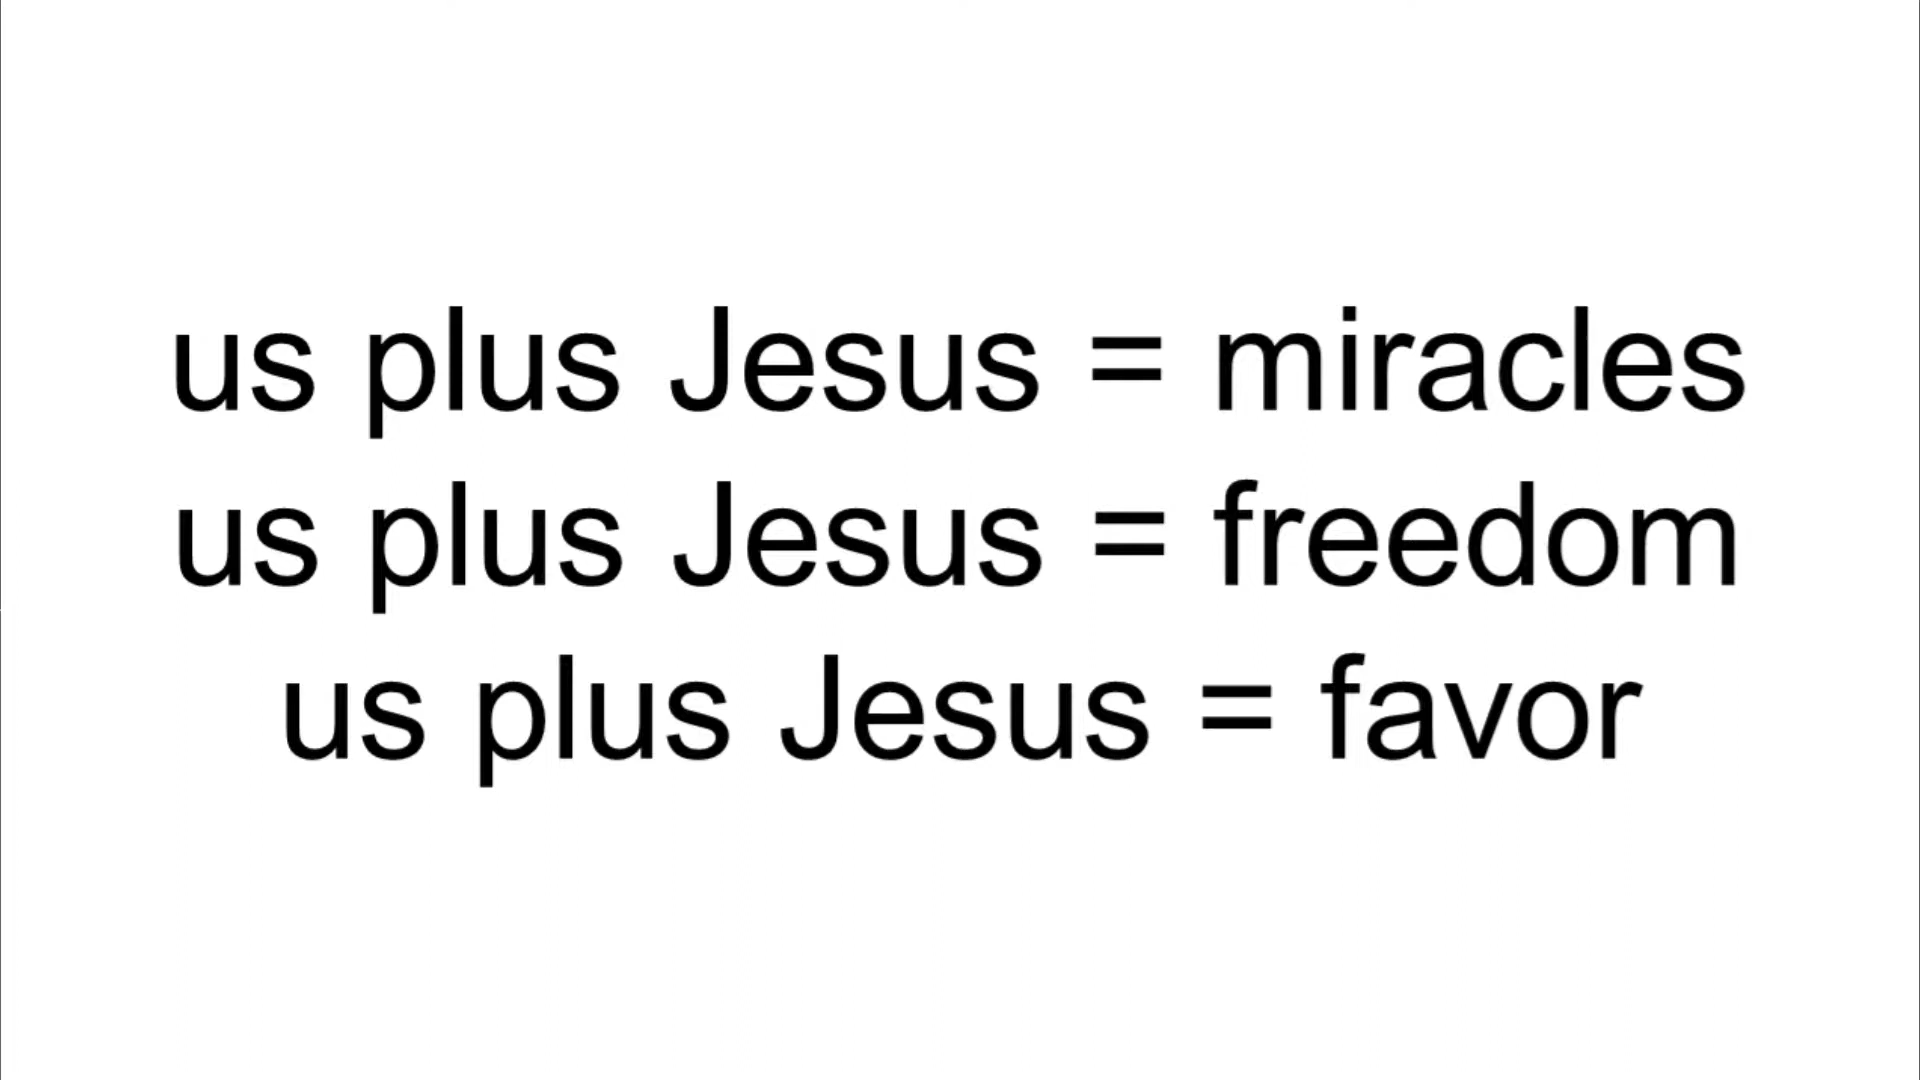 us plus Jesus = miracles
us plus Jesus = freedom
us plus Jesus = favor